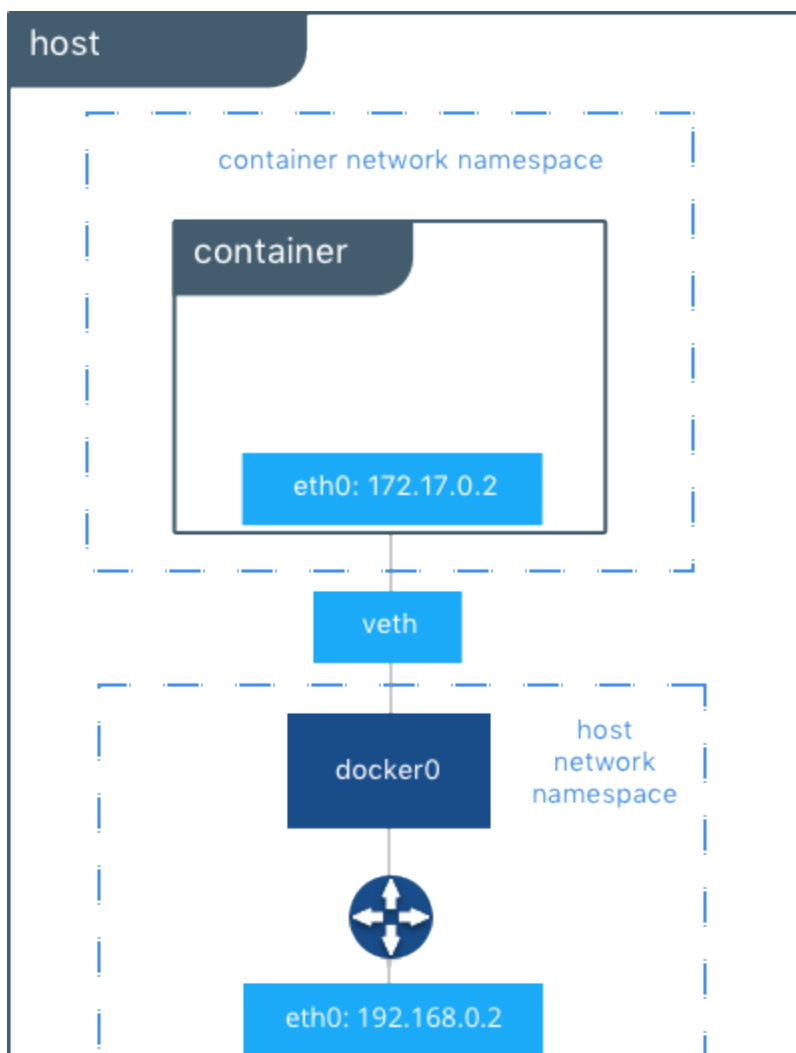 host
container network namespace
container
eth0: 172.17.0.2
veth
docker0
host
network
namespace
eth0: 192.168.0.2